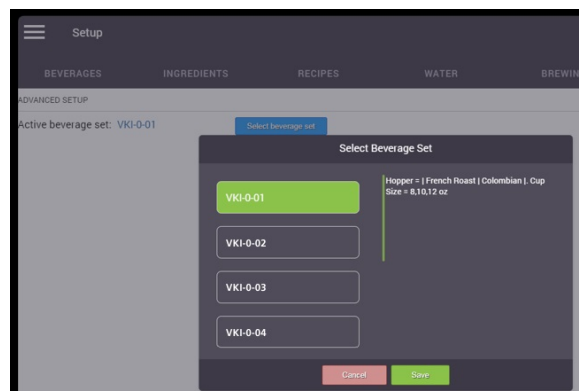 Setup
BEVERAGES INGREDIENTS RECIPES WATER BREWIN
ADVANCED SETUP
Active beverage set: VKI-0-01 Select beverage set
Select Beverage Set
VKI-0-01
Hopper = | French Roast | Colombian |. Cup
Size = 8,10,12 oz
VKI-0-02
VKI-0-03
VKI-0-04
Cancel Save